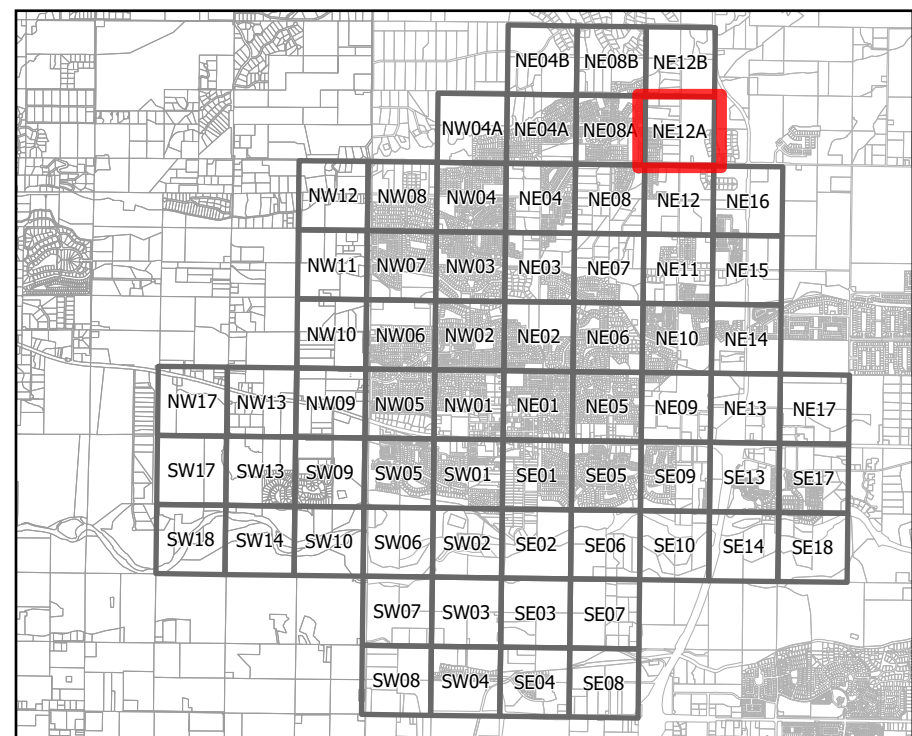 NE04B NE08B NE12B
NW04A NE04A NE08A NE12A
NW12 NW08 NW04 NE04 NE08 NE12 NE16
NW11 NW07 NW03 NE03 NE07 NE11 NE15
NW10 NW06 NW02 NE02 NE06 NE10 NE14
NW17 NW13 NW09 NW05 NW01 NE01 NE05 NE09 NE13 NE17
SW17 SW13 SW09 SW05 SW01 SE01 SE05 SE09 SE13 SE17
SW18 SW14 SW10 SW06 SW02 SE02 SE06 SE10 SE14 SE18
SW07 SW03 SE03 SE07
SW08 SW04 SE04 SE08